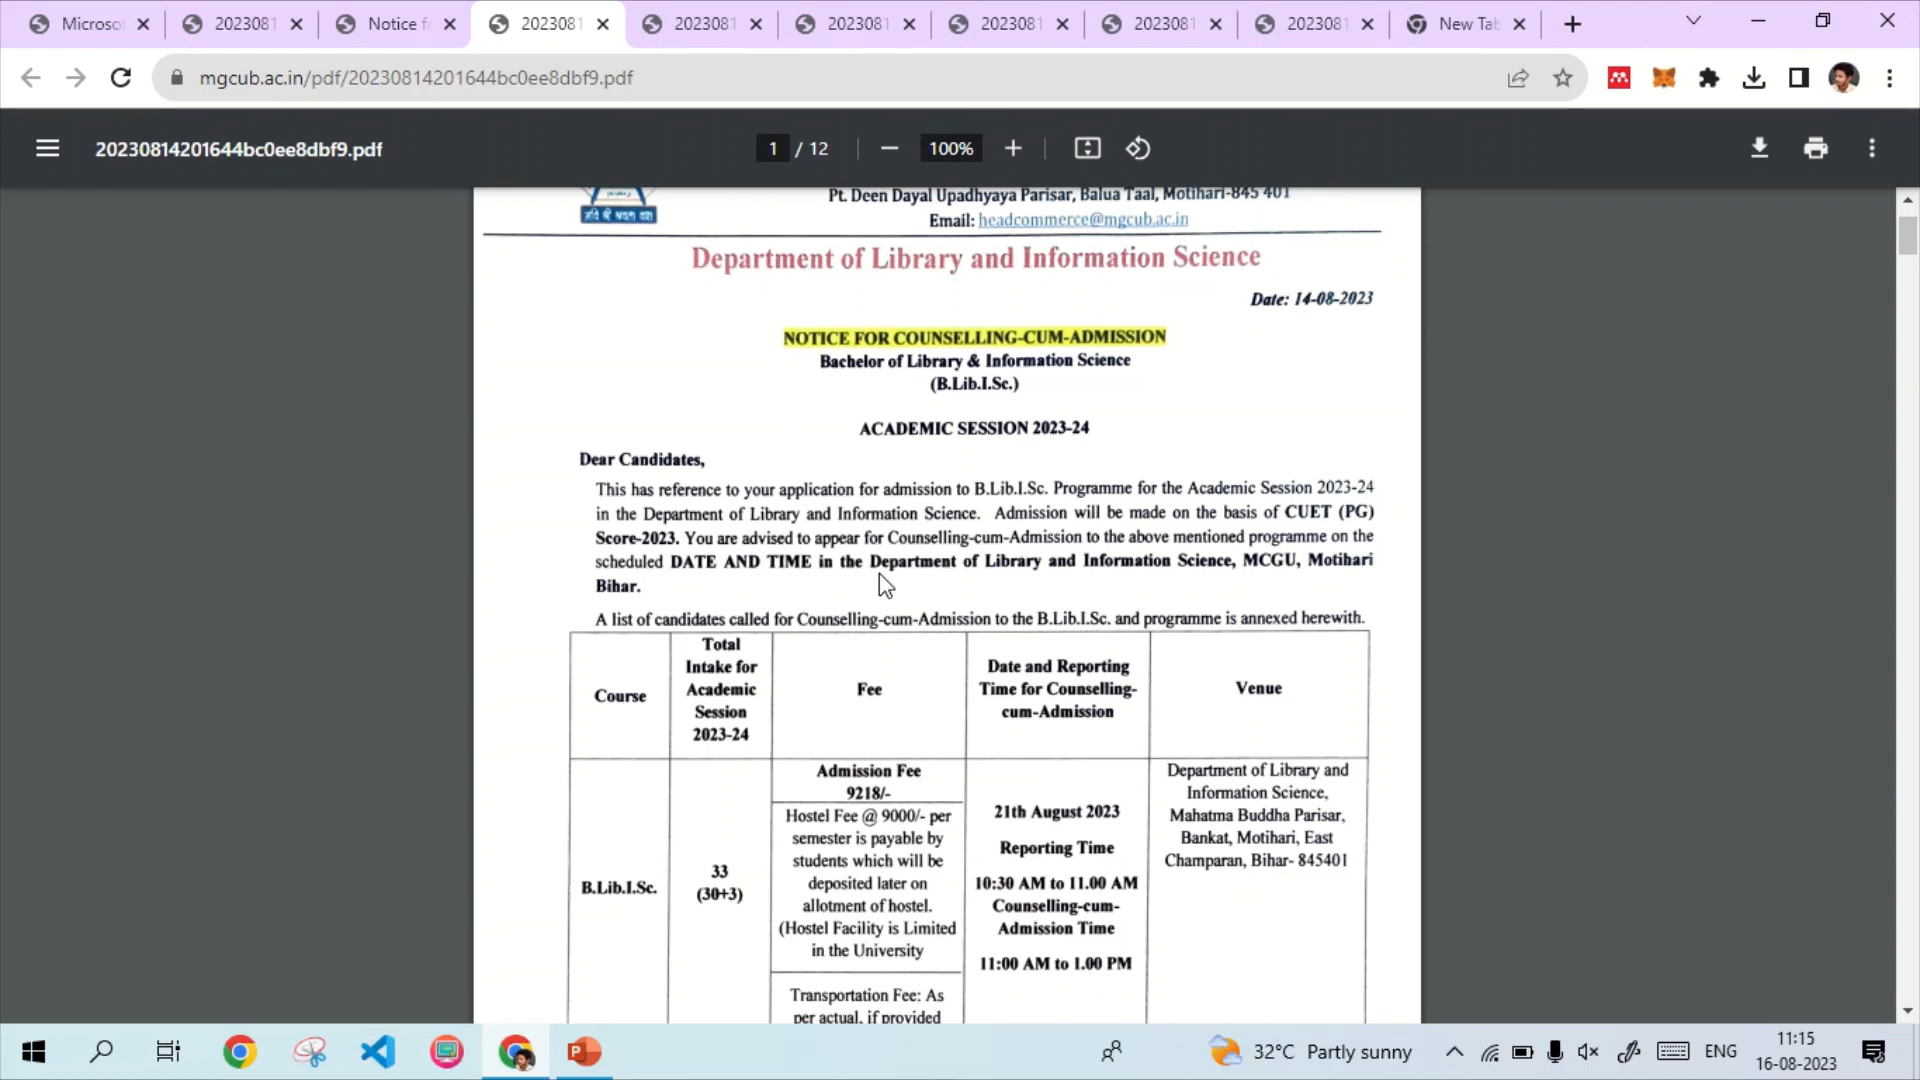 Microso
202308
Notice f
202308
202308
202308
202308
202308
202308
New Tab
mgcub.ac.in/pdf/20230814201644bc0ee8dbf9.pdf
20230814201644bc0ee8dbf9.pdf
1 / 12
100%
Pt. Deen Dayal Upadhyaya Parisar, Balua Taal, Motihari-845 401
Email: headcommerce@mgcub.ac.in
Department of Library and Information Science
Date: 14-08-2023
NOTICE FOR COUNSELLING-CUM-ADMISSION
Bachelor of Library & Information Science
(B.Lib.I.Sc.)
ACADEMIC SESSION 2023-24
Dear Candidates,
This has reference to your application for admission to B.Lib.I.Sc. Programme for the Academic Session 2023-24
in the Department of Library and Information Science. Admission will be made on the basis of CUET (PG)
Score-2023. You are advised to appear for Counselling-cum-Admission to the above mentioned programme on the
scheduled DATE AND TIME in the Department of Library and Information Science, MCGU, Motihari
Bihar.
A list of candidates called for Counselling-cum-Admission to the B.Lib.I.Sc. and programme is annexed herewith.
Course
Total
Intake for
Academic
Session
2023-24
Fee
Date and Reporting
Time for Counselling-
cum-Admission
Venue
B.Lib.I.Sc.
33
(30+3)
Admission Fee
9218/-
Hostel Fee @ 9000/- per
semester is payable by
students which will be
deposited later on
allotment of hostel.
(Hostel Facility is Limited
in the University
Transportation Fee: As
per actual, if provided
21th August 2023
Reporting Time
10:30 AM to 11.00 AM
Counselling-cum-
Admission Time
11:00 AM to 1.00 PM
Department of Library and
Information Science,
Mahatma Buddha Parisar,
Bankat, Motihari, East
Champaran, Bihar- 845401
32°C Partly sunny
ENG
11:15
16-08-2023